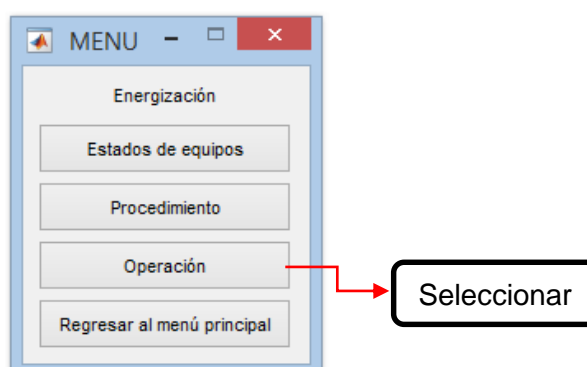 MENU
Energización
Estados de equipos
Procedimiento
Operación
Seleccionar
Regresar al menú principal